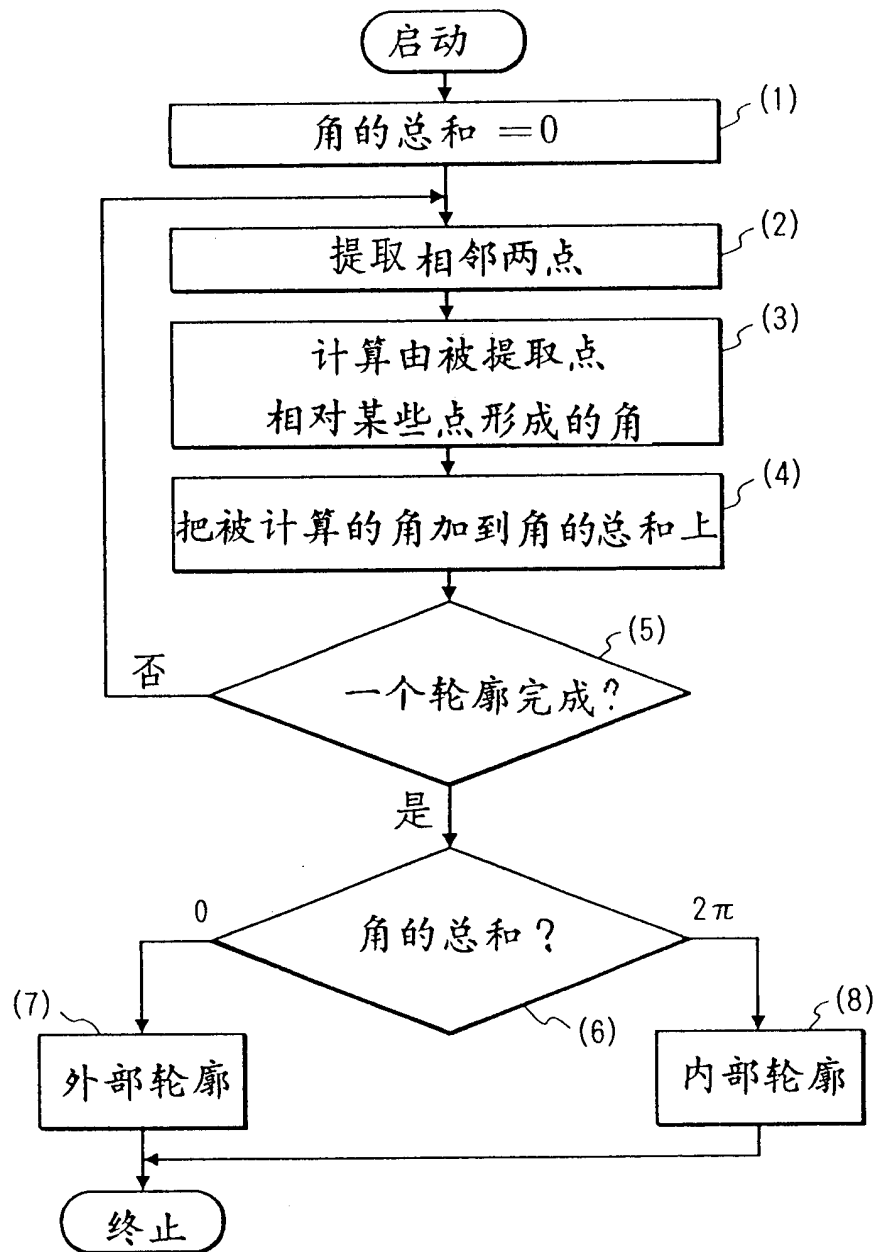 启动
(1)
角的总和 =0
(2)
提取相邻两点
(3)
计算由被提取点
相对某些点形成的角
(4)
把被计算的角加到角的总和上
(5)
一个轮廓完成?
否
是
0
2π
角的总和?
(6)
(7)
外部轮廓
(8)
内部轮廓
终止